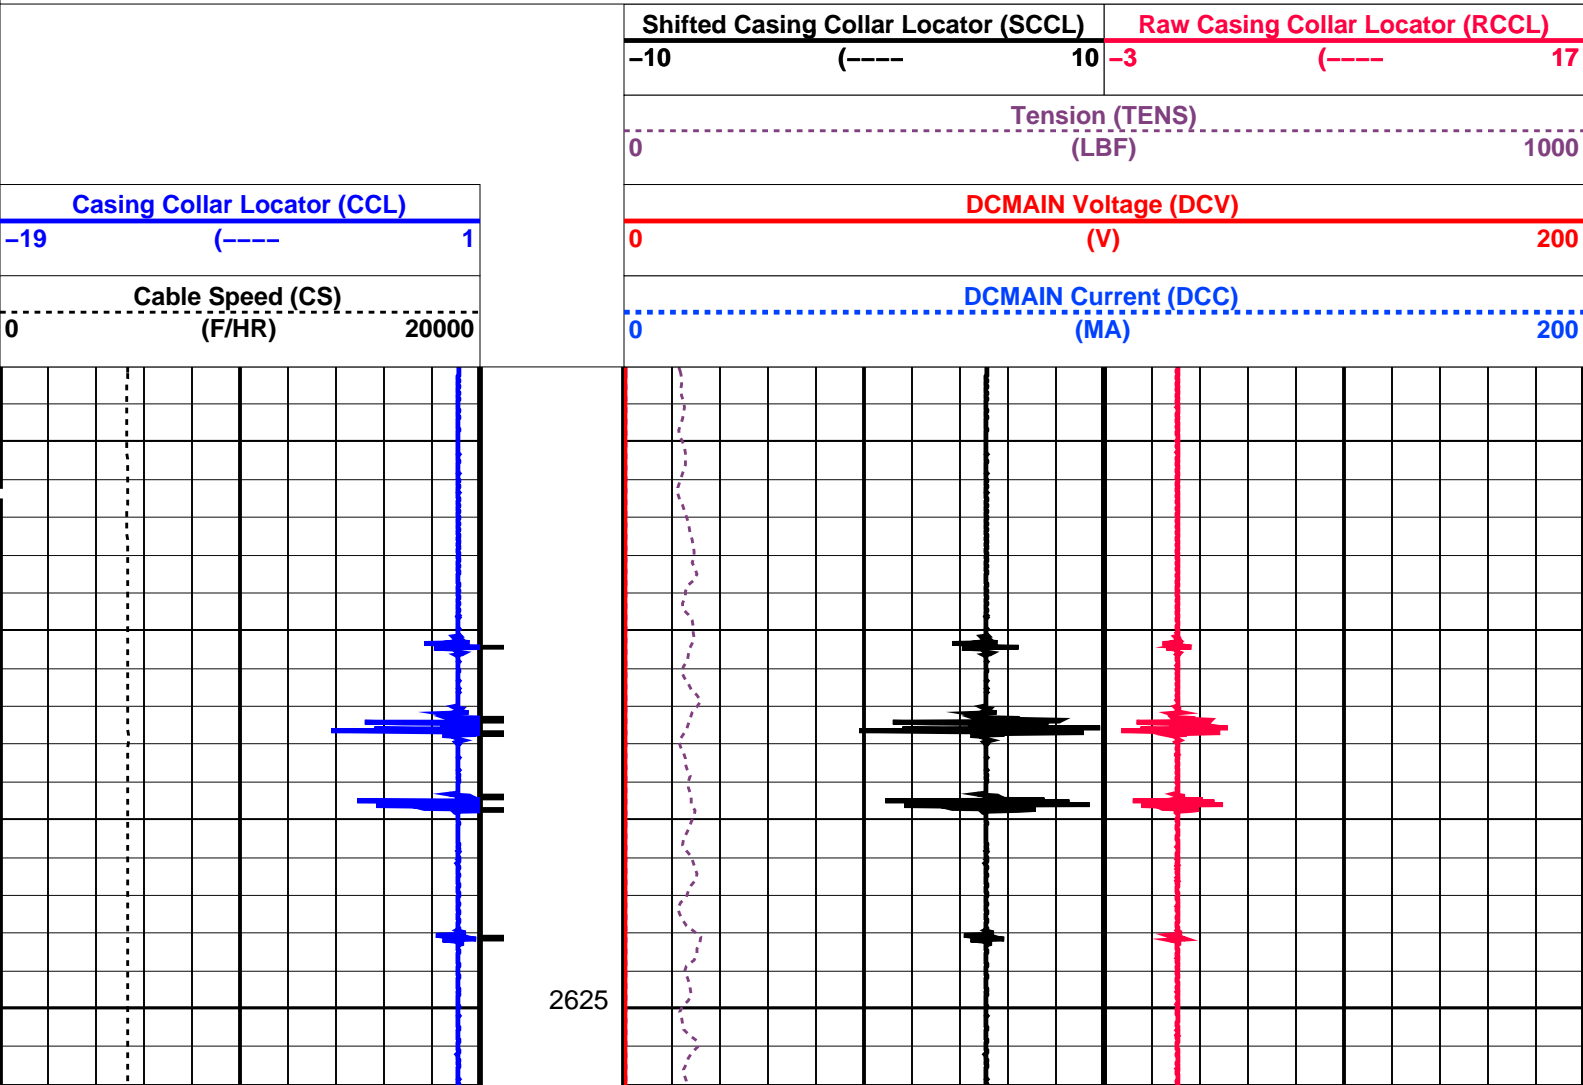 Shifted Casing Collar Locator (SCCL) Raw Casing Collar Locator (RCCL)
−10 (−−−− 10 −3 (−−−− 17
Tension (TENS)
0 (LBF) 1000
Casing Collar Locator (CCL) DCMAIN Voltage (DCV)
−19 (−−−− 1 0 (V) 200
Cable Speed (CS) DCMAIN Current (DCC)
0 (F/HR) 20000 0 (MA) 200
2625